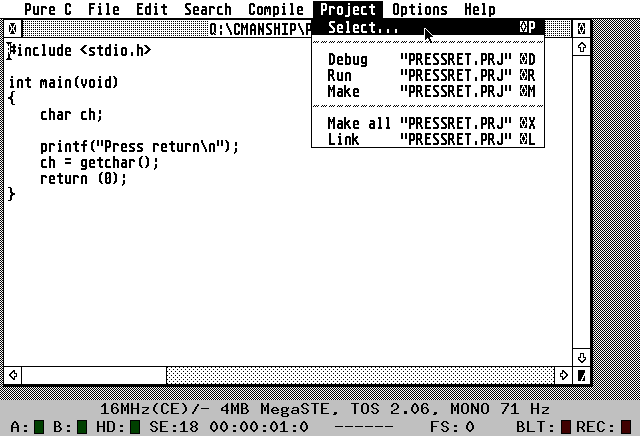 Pure C File Edit Search Compile Project Options Help
Q:\CMANSHIP\P
Select... ◊P
#include <stdio.h>
Debug "PRESSRET.PRJ" ◊D
Run "PRESSRET.PRJ" ◊R
Make "PRESSRET.PRJ" ◊M
Make all "PRESSRET.PRJ" ◊X
Link "PRESSRET.PRJ" ◊L
int main(void)
{
char ch;
printf("Press return\n");
ch = getchar();
return (0);
}
16MHz(CE)/- 4MB MegaSTE, TOS 2.06, MONO 71 Hz
A: B: HD: SE:18 00:00:01:0 ------ FS: 0 BLT: REC: